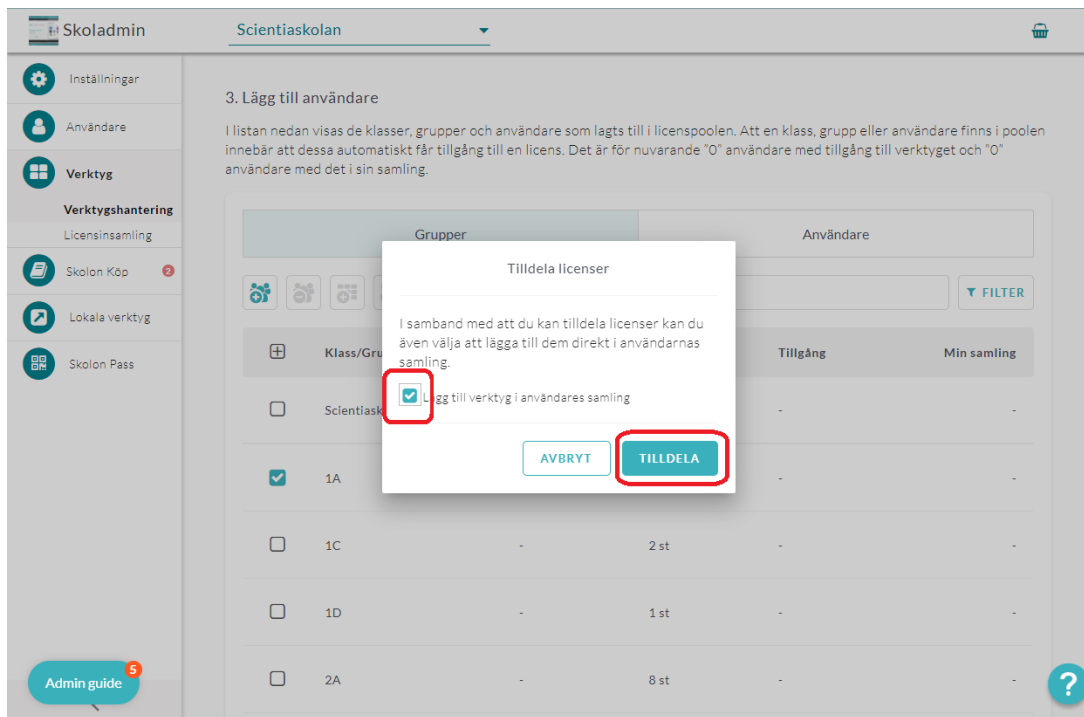 Skoladmin
Scientiaskolan
Inställningar
Användare
Verktyg
Verktygshantering
Licensinsamling
Skolon Köp 2
Lokala verktyg
Skolon Pass
5
Admin guide
3. Lägg till användare
I listan nedan visas de klasser, grupper och användare som lagts till i licenspoolen. Att en klass, grupp eller användare finns i poolen
innebär att dessa automatiskt får tillgång till en licens. Det är för nuvarande "0" användare med tillgång till verktyget och "0"
användare med det i sin samling.
Grupper Användare
FILTER
Klass/Gru Tillgång Min samling
Scientiask - -
1A - -
1C - 2 st - -
1D - 1 st - -
2A - 8 st - -
Tilldela licenser
I samband med att du kan tilldela licenser kan du
även välja att lägga till dem direkt i användarnas
samling.
Lägg till verktyg i användares samling
AVBRYT TILLDELA
?